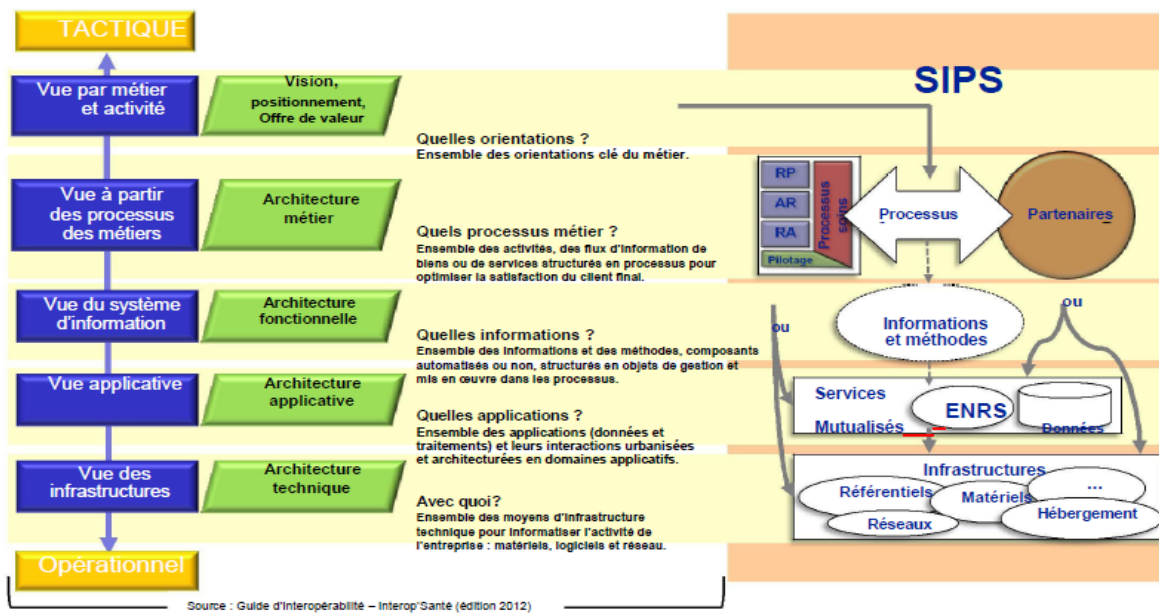 TACTIQUE
Vue par métier
et activité
Vision,
positionnement,
Offre de valeur
Quelles orientations ?
Ensemble des orientations clé du métier.
Vue à partir
des processus
des métiers
Architecture
métier
Quels processus métier ?
Ensemble des activités, des flux d'information de
biens ou de services structurés en processus pour
optimiser la satisfaction du client final.
Vue du système
d'information
Architecture
fonctionnelle
Quelles informations ?
Ensemble des informations et des méthodes, composants
automatisés ou non, structurés en objets de gestion et
mis en œuvre dans les processus.
Vue applicative
Architecture
applicative
Quelles applications ?
Ensemble des applications (données et
traitements) et leurs interactions urbanisées
et architecturées en domaines applicatifs.
Vue des
infrastructures
Architecture
technique
Avec quoi?
Ensemble des moyens d'infrastructure
technique pour informatiser l'activité de
l'entreprise : matériels, logiciels et réseau.
Opérationnel
Source : Guide d'Interopérabilité – Interop'Santé (édition 2012)
SIPS
RP
AR
RA
Pilotage
Processus
soins
Processus
Partenaires
ou
Informations
et méthodes
ou
Services
Mutualisés
ENRS
Données
Infrastructures
Référentiels
Matériels
...
Réseaux
Hébergement